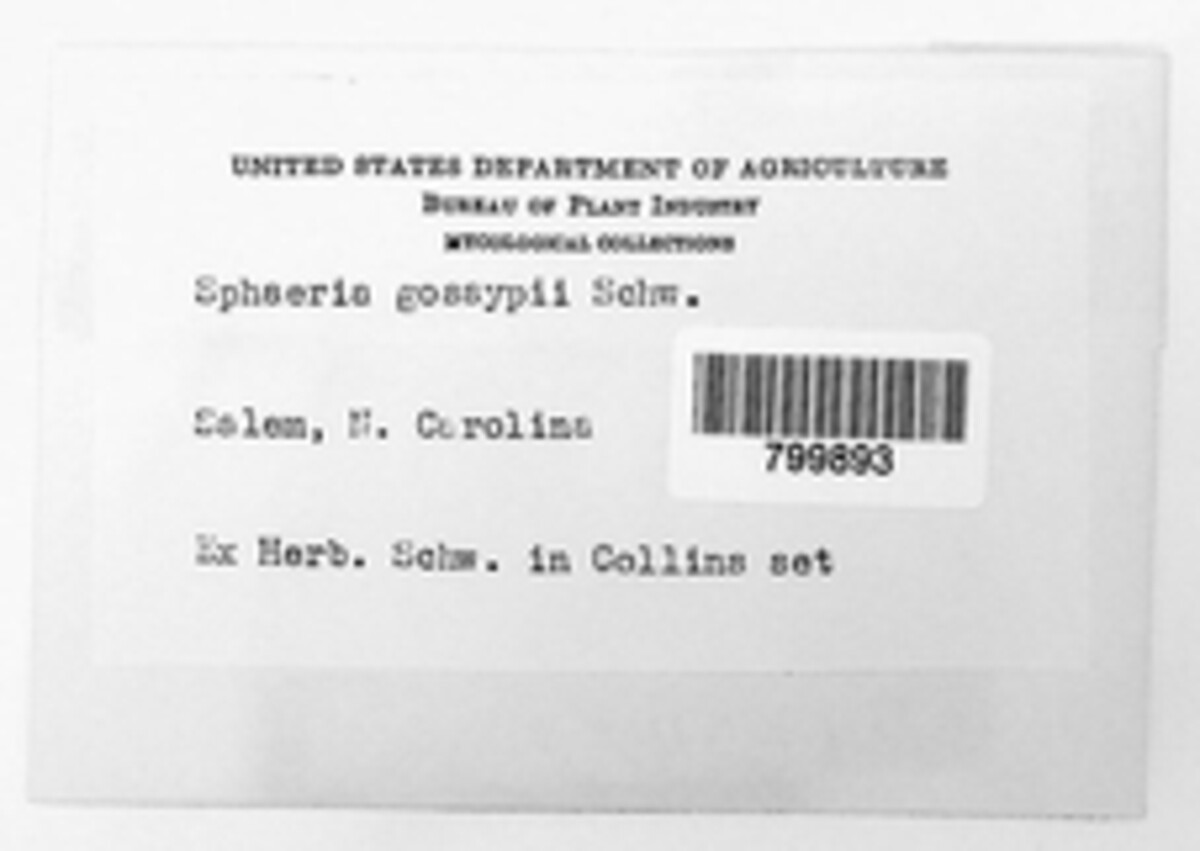 UNITED STATES DEPARTMENT OF AGRICULTURE
BUREAU OF PLANT INDUSTRY
MYCOLOGICAL COLLECTIONS
Sphaeria gossypii Schw.
Salem, N. Carolina
799893
Ex Herb. Schw. in Collins set